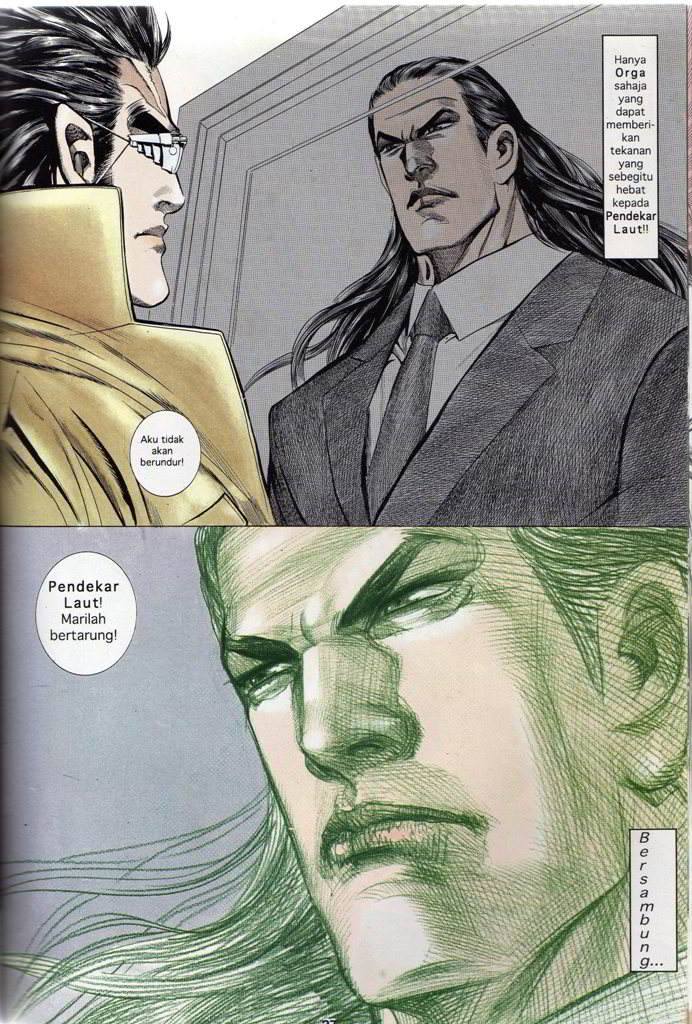 Hanya
Orga
sahaja
yang
dapat
memberi-
kan
tekanan
yang
sebegitu
hebat
kepada
Pendekar
Laut!!
Aku tidak
akan
berundur!
Pendekar
Laut!
Marilah
bertarung!
Bersambung...